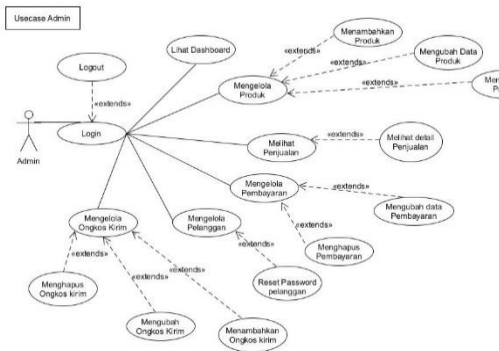 Usecase Admin
Lihat Dashboard
Menambahkan
Produk
«extends»
Mengubah Data
Produk
«extends»
«extends»
Mengelola
Produk
Logout
«extends»
Login
Admin
Melihat
Penjualan
«extends»
Melihat detail
Penjualan
Mengelola
Pembayaran
«extends»
Mengubah data
Pembayaran
«extends»
Menghapus
Pembayaran
Mengelola
Ongkos Kirim
Mengelola
Pelanggan
«extends»
Reset Password
pelanggan
«extends»
Menghapus
Ongkos kirim
«extends»
Mengubah
Ongkos Kirim
«extends»
Menambahkan
Ongkos kirim